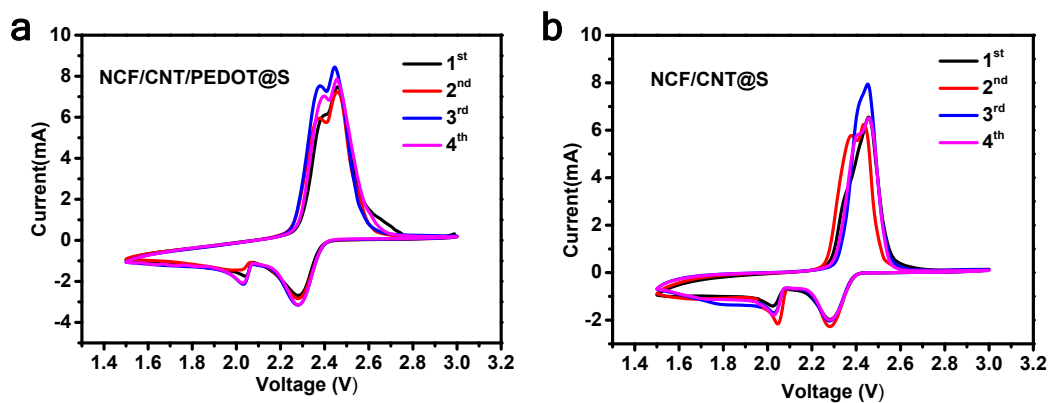 a
NCF/CNT/PEDOT@S
1st
2nd
3rd
4th
Current(mA)
10
8
6
4
2
0
-2
-4
1.4 1.6 1.8 2.0 2.2 2.4 2.6 2.8 3.0 3.2
Voltage (V)
b
NCF/CNT@S
1st
2nd
3rd
4th
Current(mA)
10
8
6
4
2
0
-2
1.4 1.6 1.8 2.0 2.2 2.4 2.6 2.8 3.0 3.2
Voltage (V)